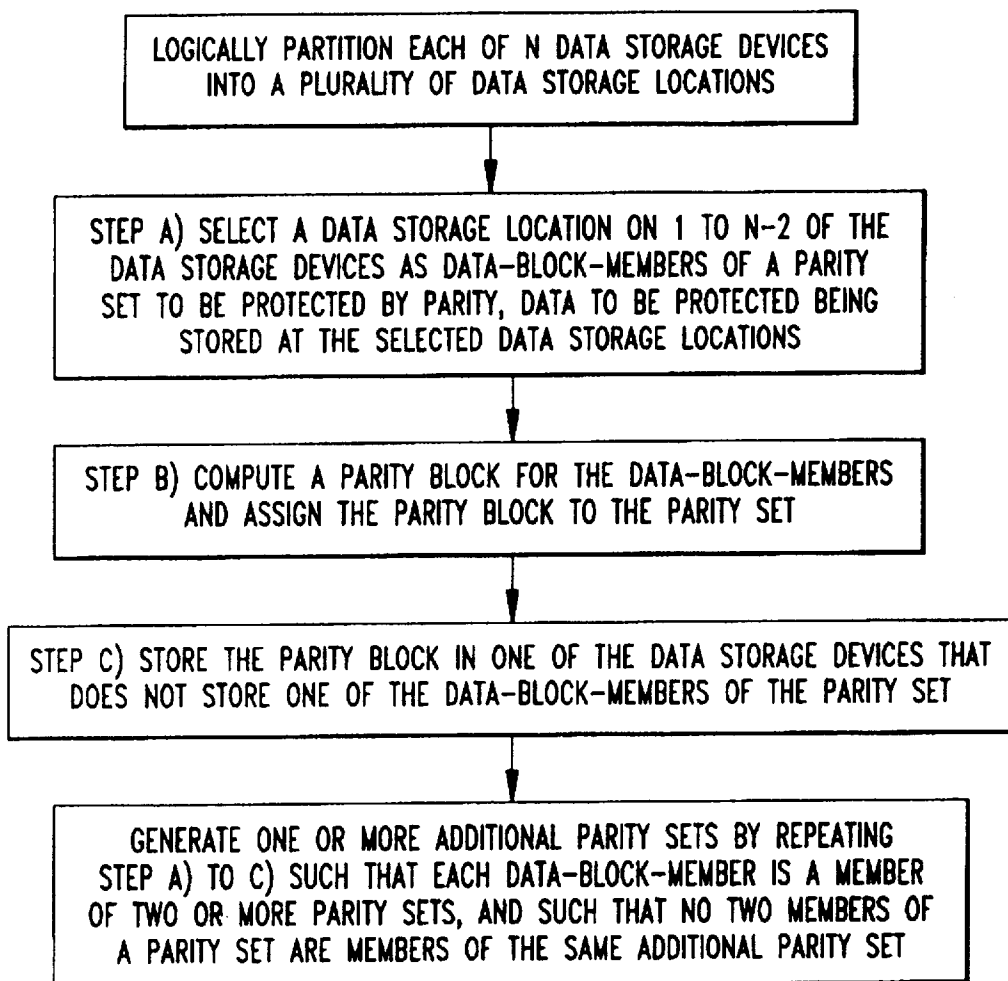 LOGICALLY PARTITION EACH OF N DATA STORAGE DEVICES
INTO A PLURALITY OF DATA STORAGE LOCATIONS
STEP A) SELECT A DATA STORAGE LOCATION ON 1 TO N-2 OF THE
DATA STORAGE DEVICES AS DATA-BLOCK-MEMBERS OF A PARITY
SET TO BE PROTECTED BY PARITY, DATA TO BE PROTECTED BEING
STORED AT THE SELECTED DATA STORAGE LOCATIONS
STEP B) COMPUTE A PARITY BLOCK FOR THE DATA-BLOCK-MEMBERS
AND ASSIGN THE PARITY BLOCK TO THE PARITY SET
STEP C) STORE THE PARITY BLOCK IN ONE OF THE DATA STORAGE DEVICES THAT
DOES NOT STORE ONE OF THE DATA-BLOCK-MEMBERS OF THE PARITY SET
GENERATE ONE OR MORE ADDITIONAL PARITY SETS BY REPEATING
STEP A) TO C) SUCH THAT EACH DATA-BLOCK-MEMBER IS A MEMBER
OF TWO OR MORE PARITY SETS, AND SUCH THAT NO TWO MEMBERS OF
A PARITY SET ARE MEMBERS OF THE SAME ADDITIONAL PARITY SET